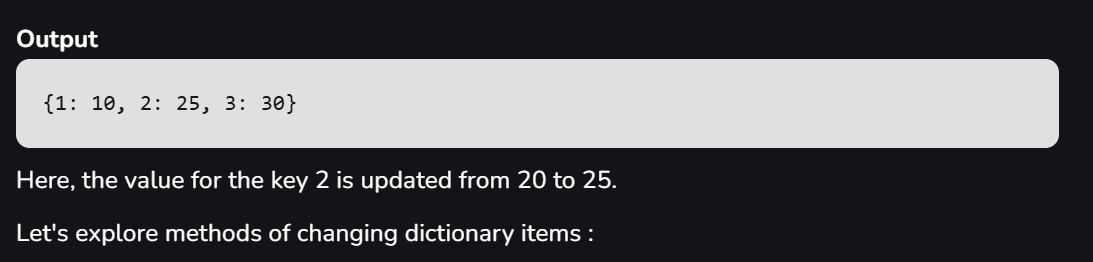 Output
{1: 10, 2: 25, 3: 30}
Here, the value for the key 2 is updated from 20 to 25.
Let's explore methods of changing dictionary items :